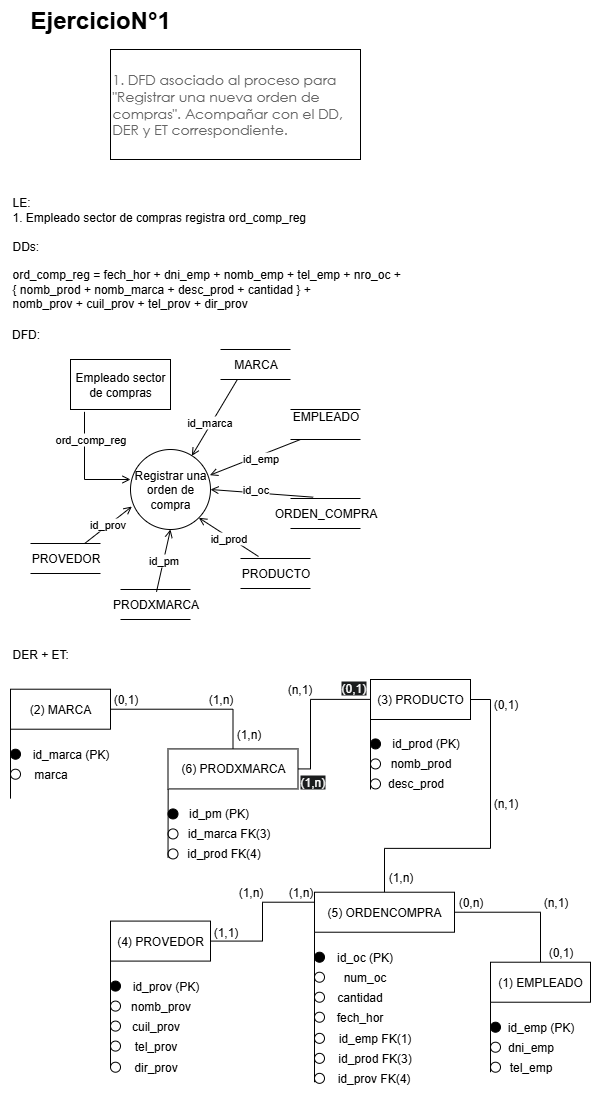 EjercicioN°1
1. DFD asociado al proceso para
"Registrar una nueva orden de
compras". Acompañar con el DD,
DER y ET correspondiente.
LE:
1. Empleado sector de compras registra ord_comp_reg
DDs:
ord_comp_reg = fech_hor + dni_emp + nomb_emp + tel_emp + nro_oc +
{ nomb_prod + nomb_marca + desc_prod + cantidad } +
nomb_prov + cuil_prov + tel_prov + dir_prov
DFD:
Empleado sector
de compras
MARCA
EMPLEADO
id_marca
ord_comp_reg
id_emp
Registrar una
orden de
compra
id_oc
ORDEN_COMPRA
id_prov
id_prod
PROVEDOR
id_pm
PRODUCTO
PRODXMARCA
DER + ET:
(2) MARCA
(0,1)
(1,n)
(n,1)
(0,1)
(3) PRODUCTO
(0,1)
(1,n)
id_marca (PK)
marca
(6) PRODXMARCA
(1,n)
id_prod (PK)
nomb_prod
desc_prod
id_pm (PK)
id_marca FK(3)
id_prod FK(4)
(n,1)
(1,n)
(1,n)
(1,n)
(5) ORDENCOMPRA
(0,n)
(n,1)
(4) PROVEDOR
(1,1)
(0,1)
(1) EMPLEADO
id_prov (PK)
nomb_prov
cuil_prov
tel_prov
dir_prov
id_oc (PK)
num_oc
cantidad
fech_hor
id_emp FK(1)
id_prod FK(3)
id_prov FK(4)
id_emp (PK)
dni_emp
tel_emp